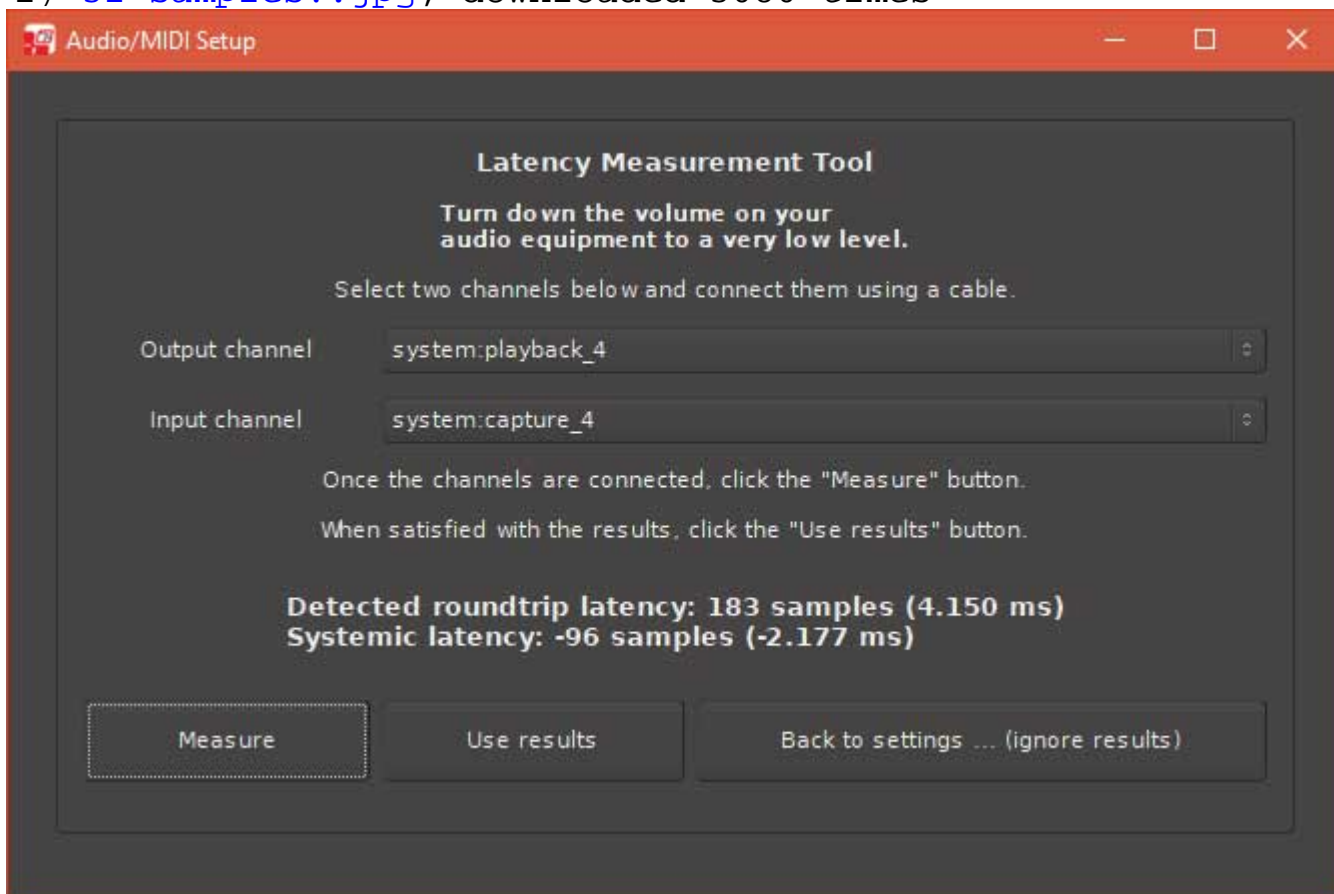 Audio/MIDI Setup
Latency Measurement Tool
Turn down the volume on your
audio equipment to a very low level.
Select two channels below and connect them using a cable.
Output channel system:playback_4
Input channel system:capture_4
Once the channels are connected, click the "Measure" button.
When satisfied with the results, click the "Use results" button.
Detected roundtrip latency: 183 samples (4.150 ms)
Systemic latency: -96 samples (-2.177 ms)
Measure Use results Back to settings ... (ignore results)